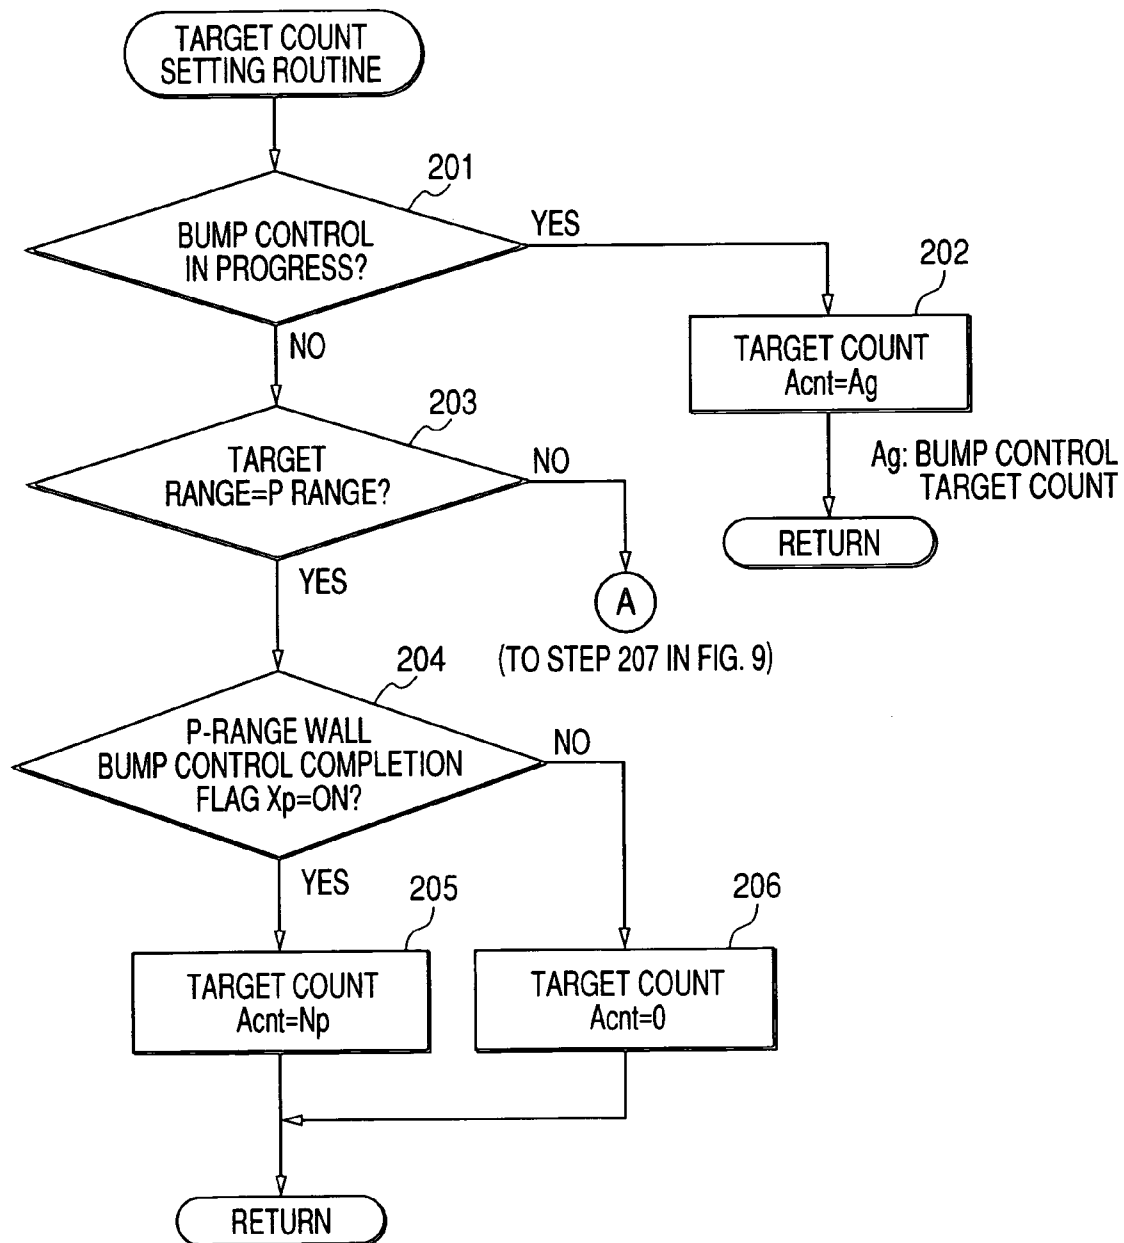 TARGET COUNT
SETTING ROUTINE
201
BUMP CONTROL
IN PROGRESS?
YES
NO
202
TARGET COUNT
Acnt=Ag
Ag: BUMP CONTROL
TARGET COUNT
RETURN
203
TARGET
RANGE=P RANGE?
NO
YES
A
(TO STEP 207 IN FIG. 9)
204
P-RANGE WALL
BUMP CONTROL COMPLETION
FLAG Xp=ON?
NO
YES
205
TARGET COUNT
Acnt=Np
206
TARGET COUNT
Acnt=0
RETURN